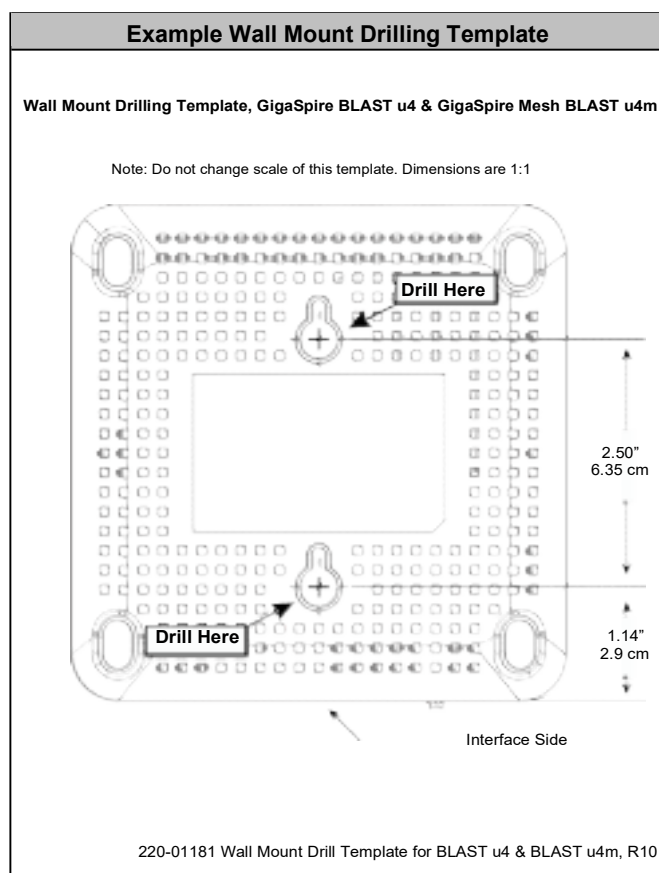 Example Wall Mount Drilling Template
Wall Mount Drilling Template, GigaSpire BLAST u4 & GigaSpire Mesh BLAST u4m
Note: Do not change scale of this template. Dimensions are 1:1
Drill Here
2.50”
6.35 cm
Drill Here
1.14”
2.9 cm
Interface Side
220-01181 Wall Mount Drill Template for BLAST u4 & BLAST u4m, R10